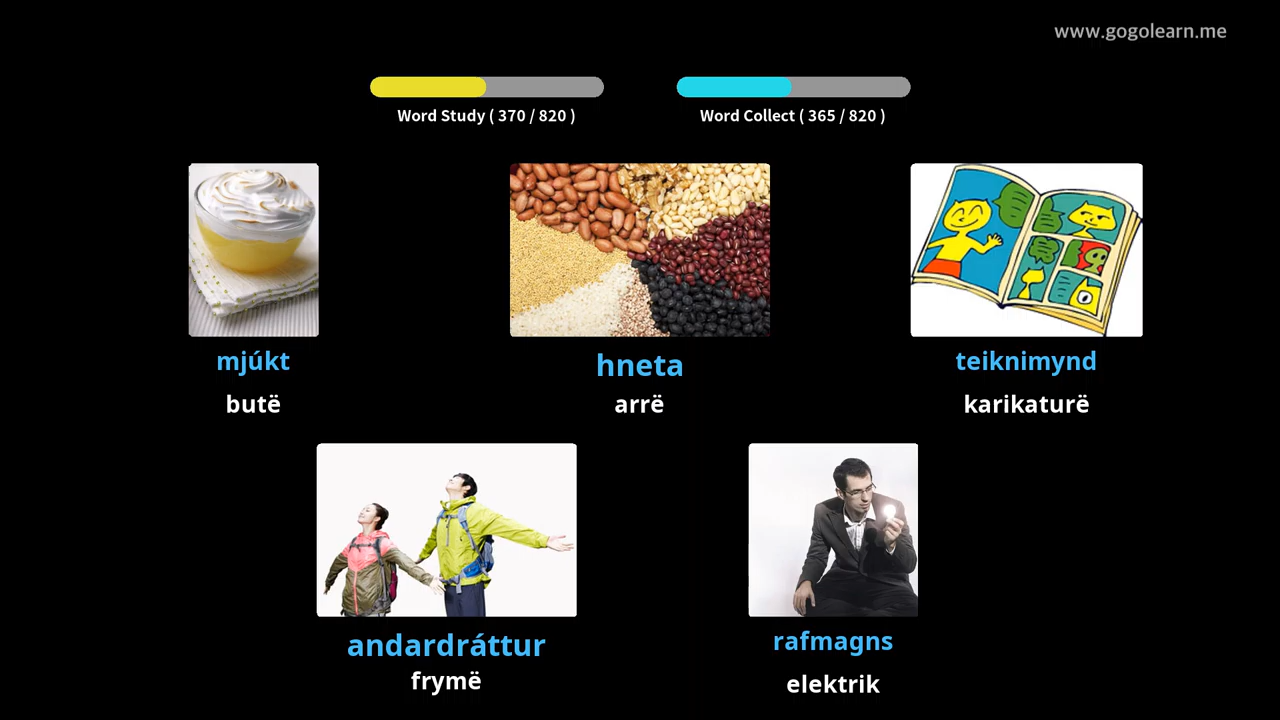 www.gogolearn.me
Word Study ( 370 / 820 )
Word Collect ( 365 / 820 )
mjúkt
butë
hneta
arrë
teiknimynd
karikaturë
andardráttur
frymë
rafmagns
elektrik